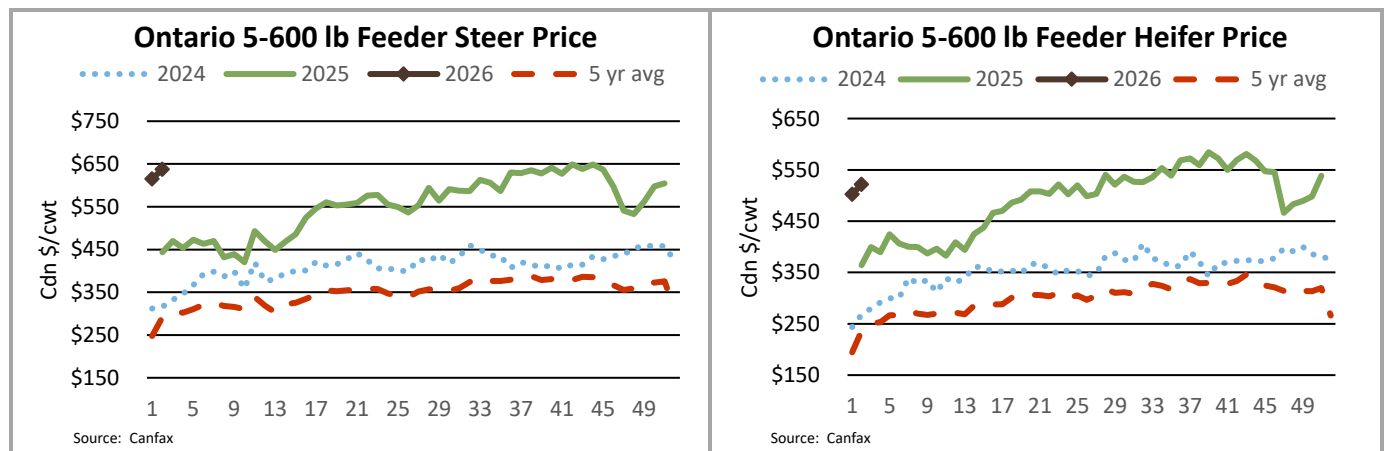 Ontario 5-600 lb Feeder Steer Price
2024 2025 2026 5 yr avg
$750
$650
$550
$450
$350
$250
$150
Cdn $/cwt
1 5 9 13 17 21 25 29 33 37 41 45 49
Source: Canfax
Ontario 5-600 lb Feeder Heifer Price
2024 2025 2026 5 yr avg
$650
$550
$450
$350
$250
$150
Cdn $/cwt
1 5 9 13 17 21 25 29 33 37 41 45 49
Source: Canfax